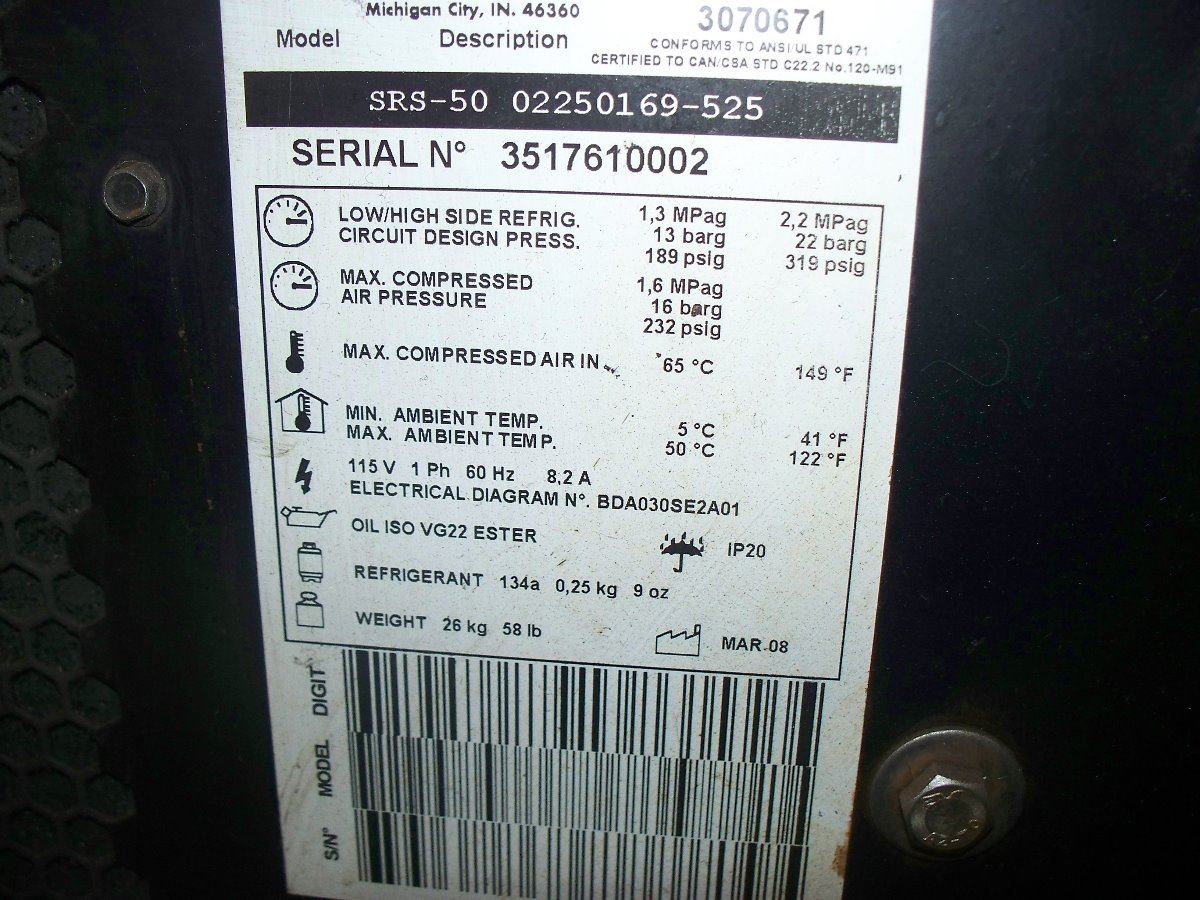 Michigan City, IN. 46360
3070671
Model Description
CONFORMS TO ANSI/UL STD 471
CERTIFIED TO CAN/CSA STD C22.2 No.120-M91
SRS-50 02250169-525
SERIAL N° 3517610002
LOW/HIGH SIDE REFRIG. 1,3 MPag 2,2 MPag
CIRCUIT DESIGN PRESS. 13 barg 22 barg
189 psig 319 psig
MAX. COMPRESSED 1,6 MPag
AIR PRESSURE 16 barg
232 psig
MAX. COMPRESSED AIR IN 65 °C 149 °F
MIN. AMBIENT TEMP. 5 °C 41 °F
MAX. AMBIENT TEMP. 50 °C 122 °F
115 V 1 Ph 60 Hz 8,2 A
ELECTRICAL DIAGRAM N°. BDA030SE2A01
OIL ISO VG22 ESTER IP20
REFRIGERANT 134a 0,25 kg 9 oz
WEIGHT 26 kg 58 lb MAR.08
DIGIT
MODEL
S/N°